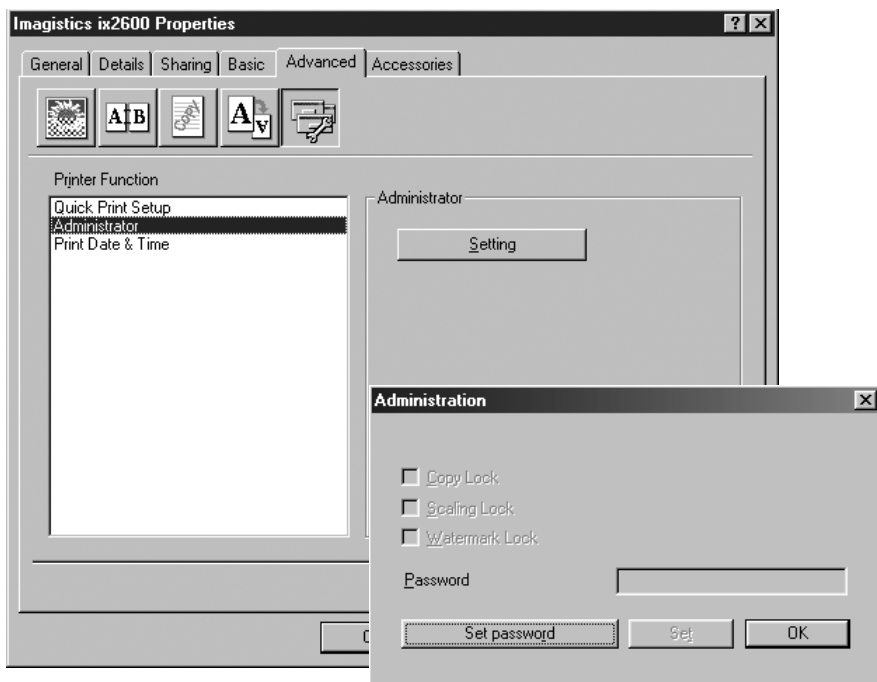 Imagistics ix2600 Properties
General Details Sharing Basic Advanced Accessories
A B COPY A A
Printer Function
Quick Print Setup
Administrator
Print Date & Time
Administrator
Setting
Administration
Copy Lock
Scaling Lock
Watermark Lock
Password
Set password Set OK